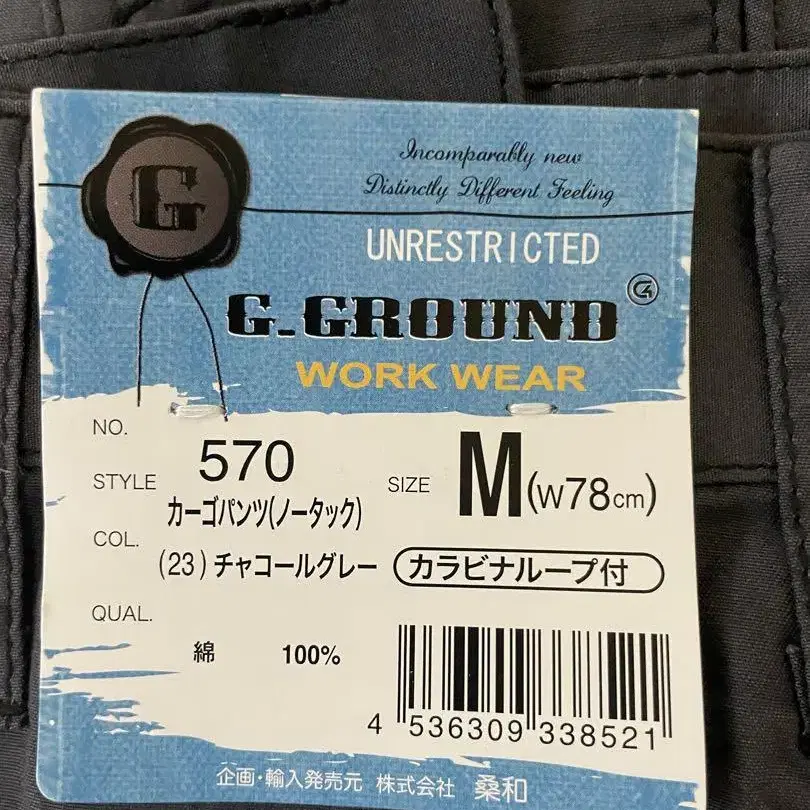 G
Incomparably new
Distinctly Different Feeling
UNRESTRICTED
G.GROUND G
WORK WEAR
NO. 570
STYLE カーゴパンツ(ノータック)
SIZE M(W78cm)
COL. (23)チャコールグレー
カラビナループ付
QUAL.
綿 100%
4 536309 338521
企画・輸入発売元 株式会社 桑和